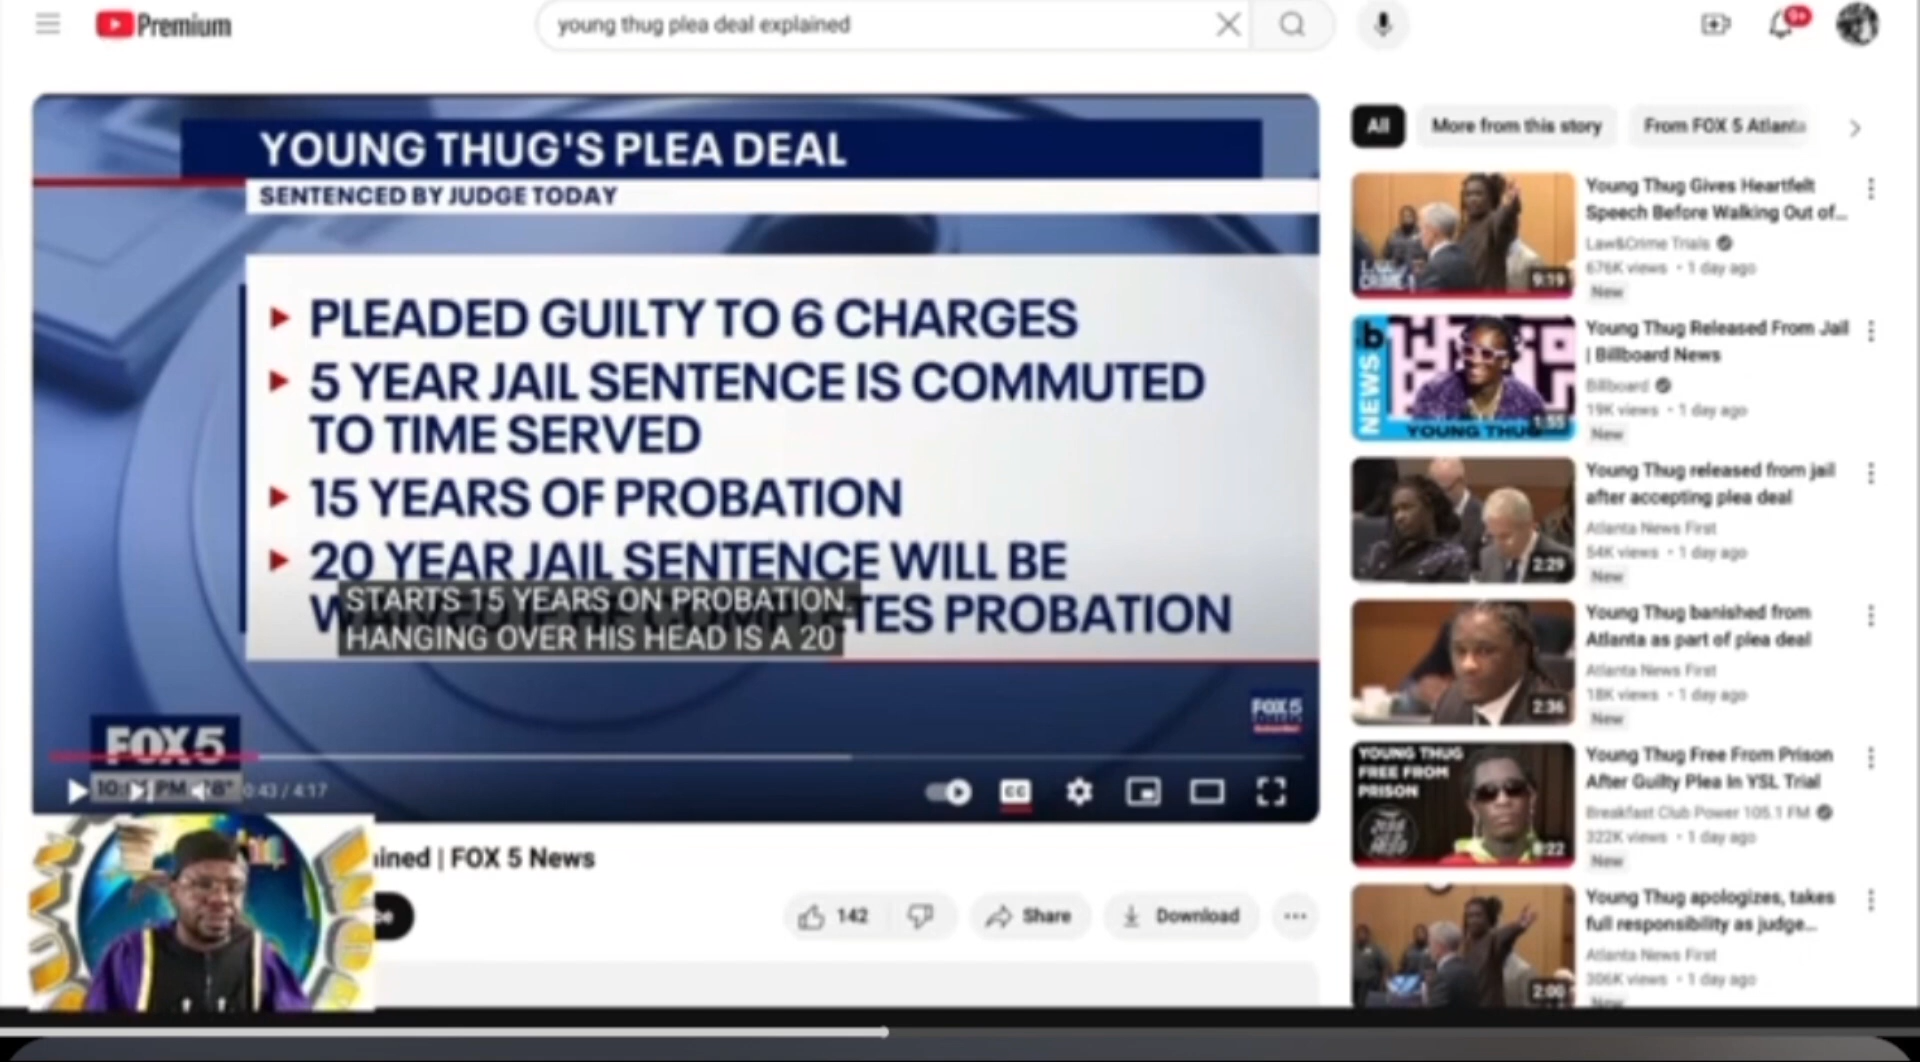 Premium
young thug plea deal explained
9+
YOUNG THUG'S PLEA DEAL
SENTENCED BY JUDGE TODAY
PLEADED GUILTY TO 6 CHARGES
5 YEAR JAIL SENTENCE IS COMMUTED
TO TIME SERVED
15 YEARS OF PROBATION
20 YEAR JAIL SENTENCE WILL BE
PROBATION
STARTS 15 YEARS ON PROBATION.
HANGING OVER HIS HEAD IS A 20
FOX 5
FOX 5
0:43 / 4:17
CC
FOX 5 News
142
Share
Download
All
More from this story
From FOX 5 Atlanta
Young Thug Gives Heartfelt
Speech Before Walking Out of...
Law&Crime Trials
676K views • 1 day ago
New
9:19
Young Thug Released From Jail
| Billboard News
Billboard
19K views • 1 day ago
New
b
NEWS
YOUNG THUG
Young Thug released from jail
after accepting plea deal
Atlanta News First
54K views • 1 day ago
New
2:29
Young Thug banished from
Atlanta as part of plea deal
Atlanta News First
18K views • 1 day ago
New
2:36
YOUNG THUG
FREE FROM
PRISON
Young Thug Free From Prison
After Guilty Plea In YSL Trial
Breakfast Club Power 105.1 FM
322K views • 1 day ago
New
Young Thug apologizes, takes
full responsibility as judge...
Atlanta News First
306K views • 1 day ago
New
2:00